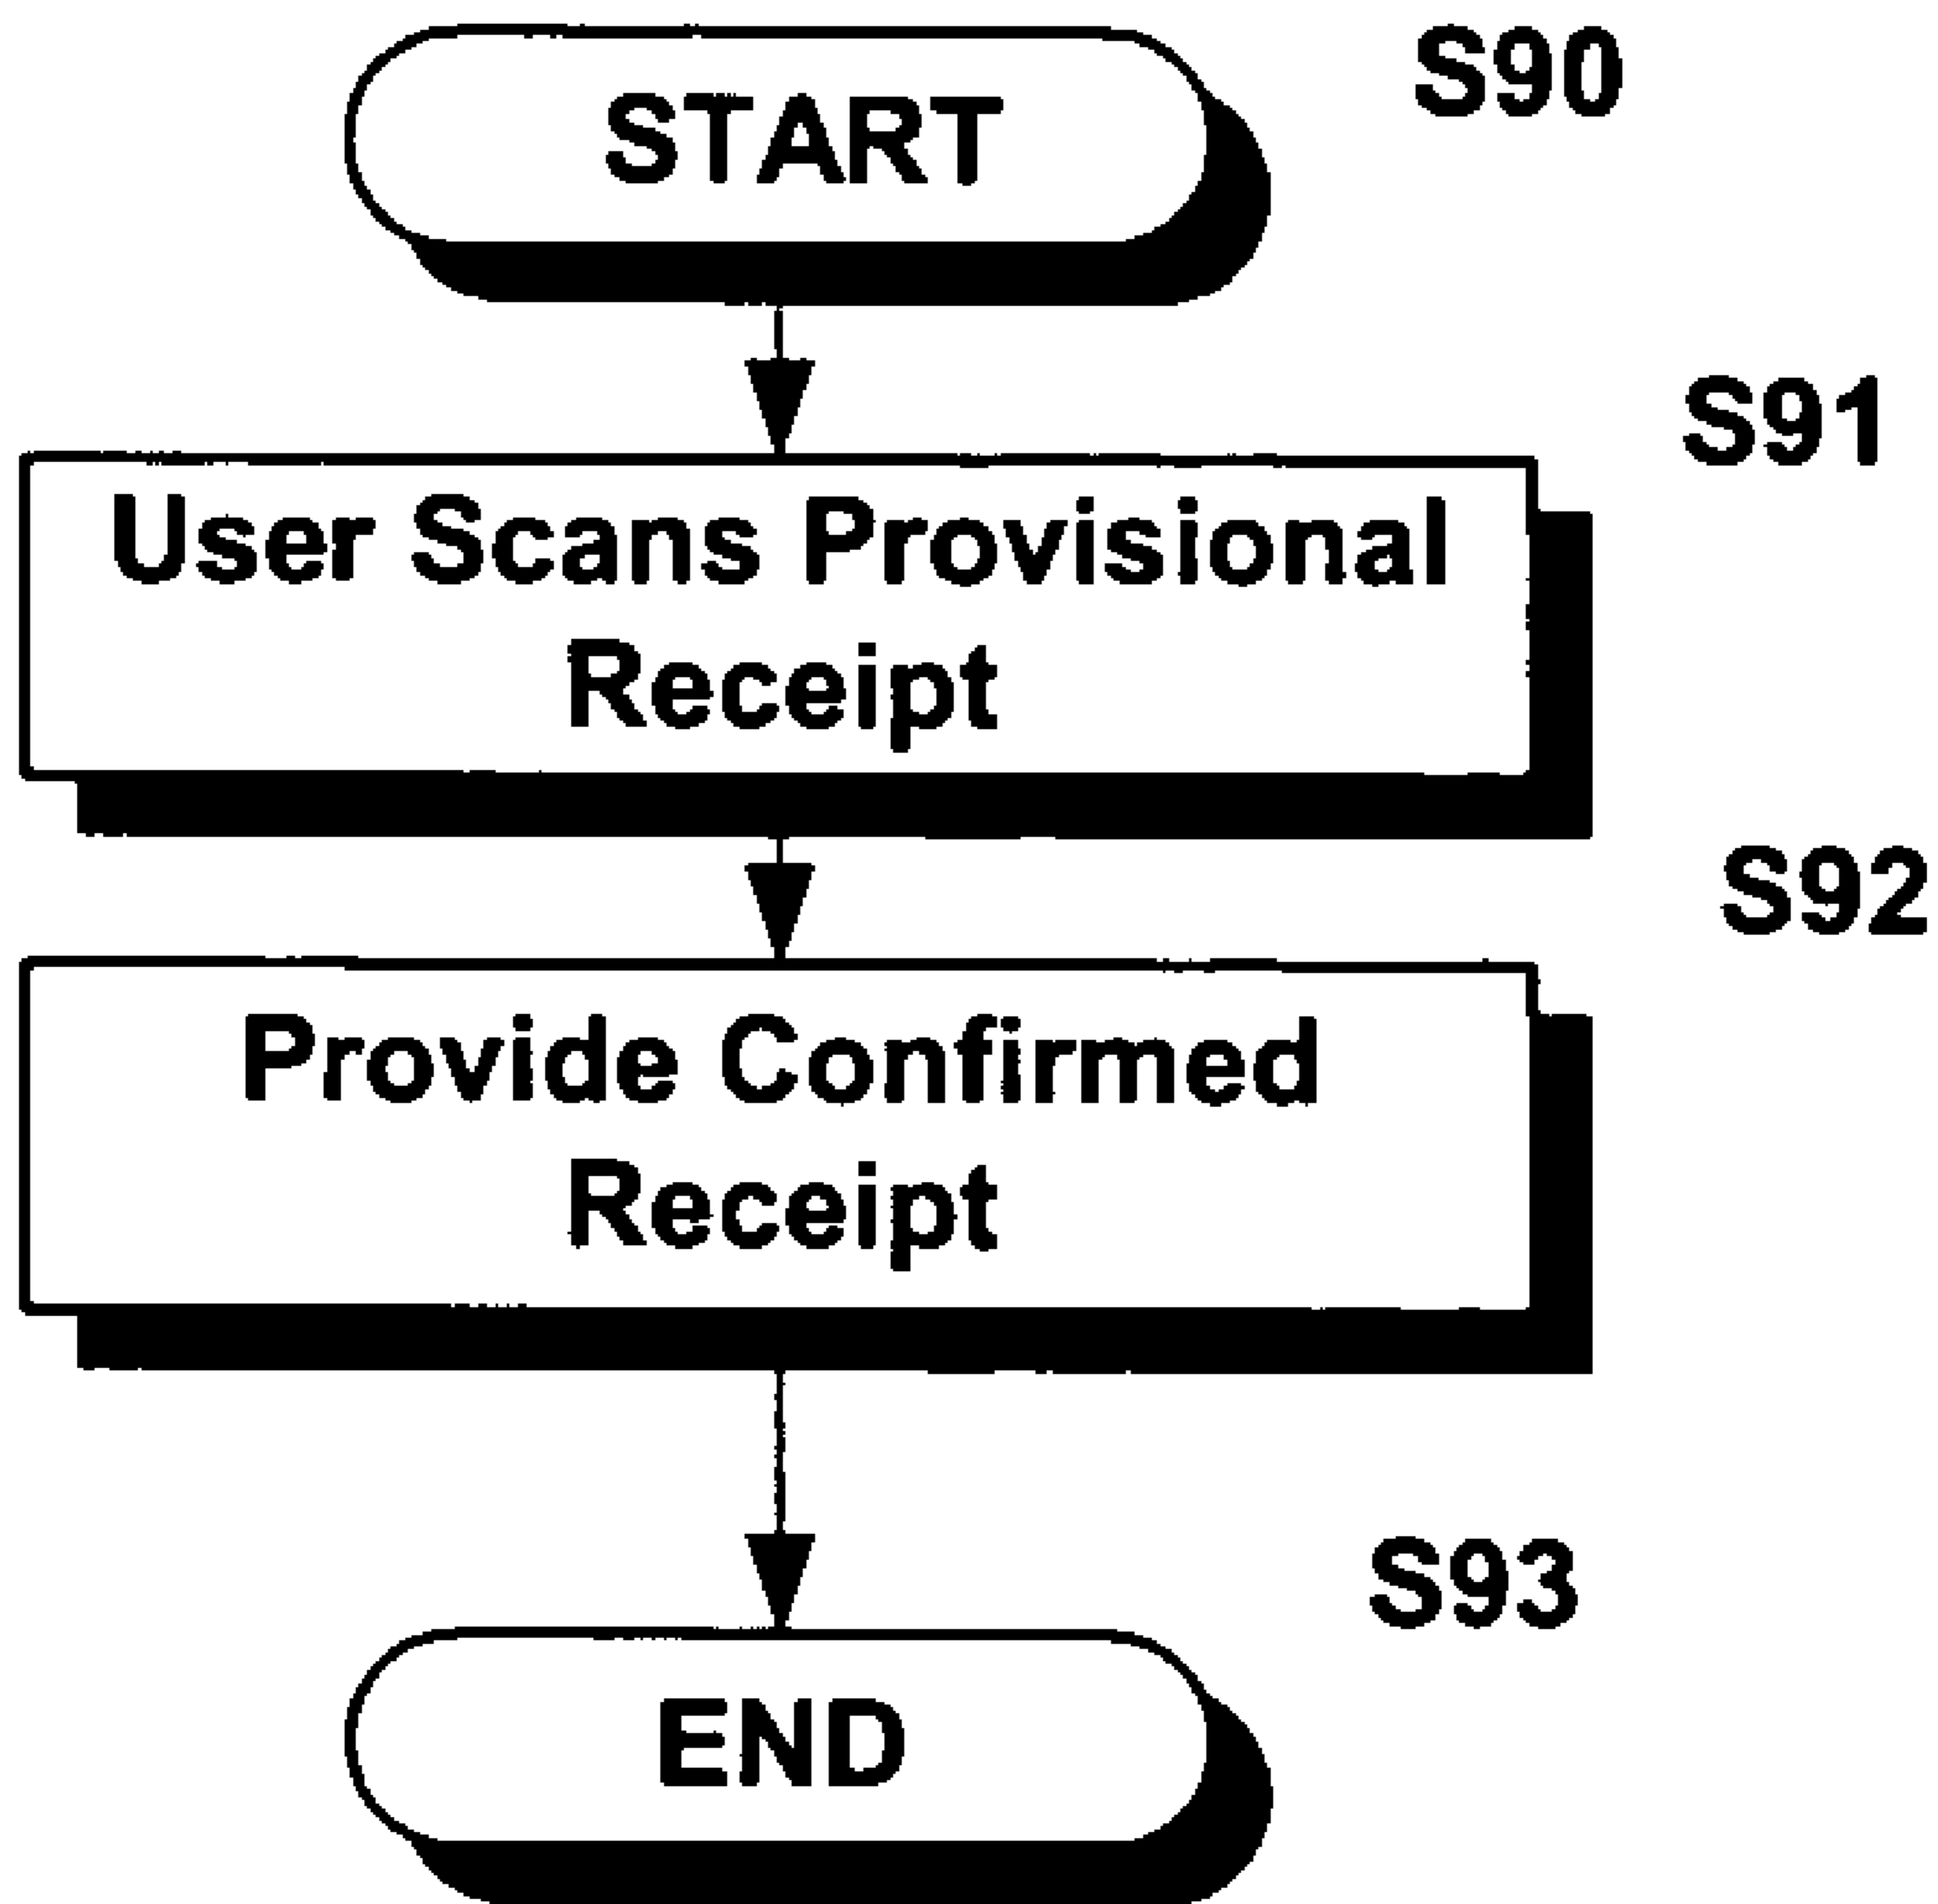 START
S90
S91
User Scans Provisional
Receipt
S92
Provide Confirmed
Receipt
S93
END